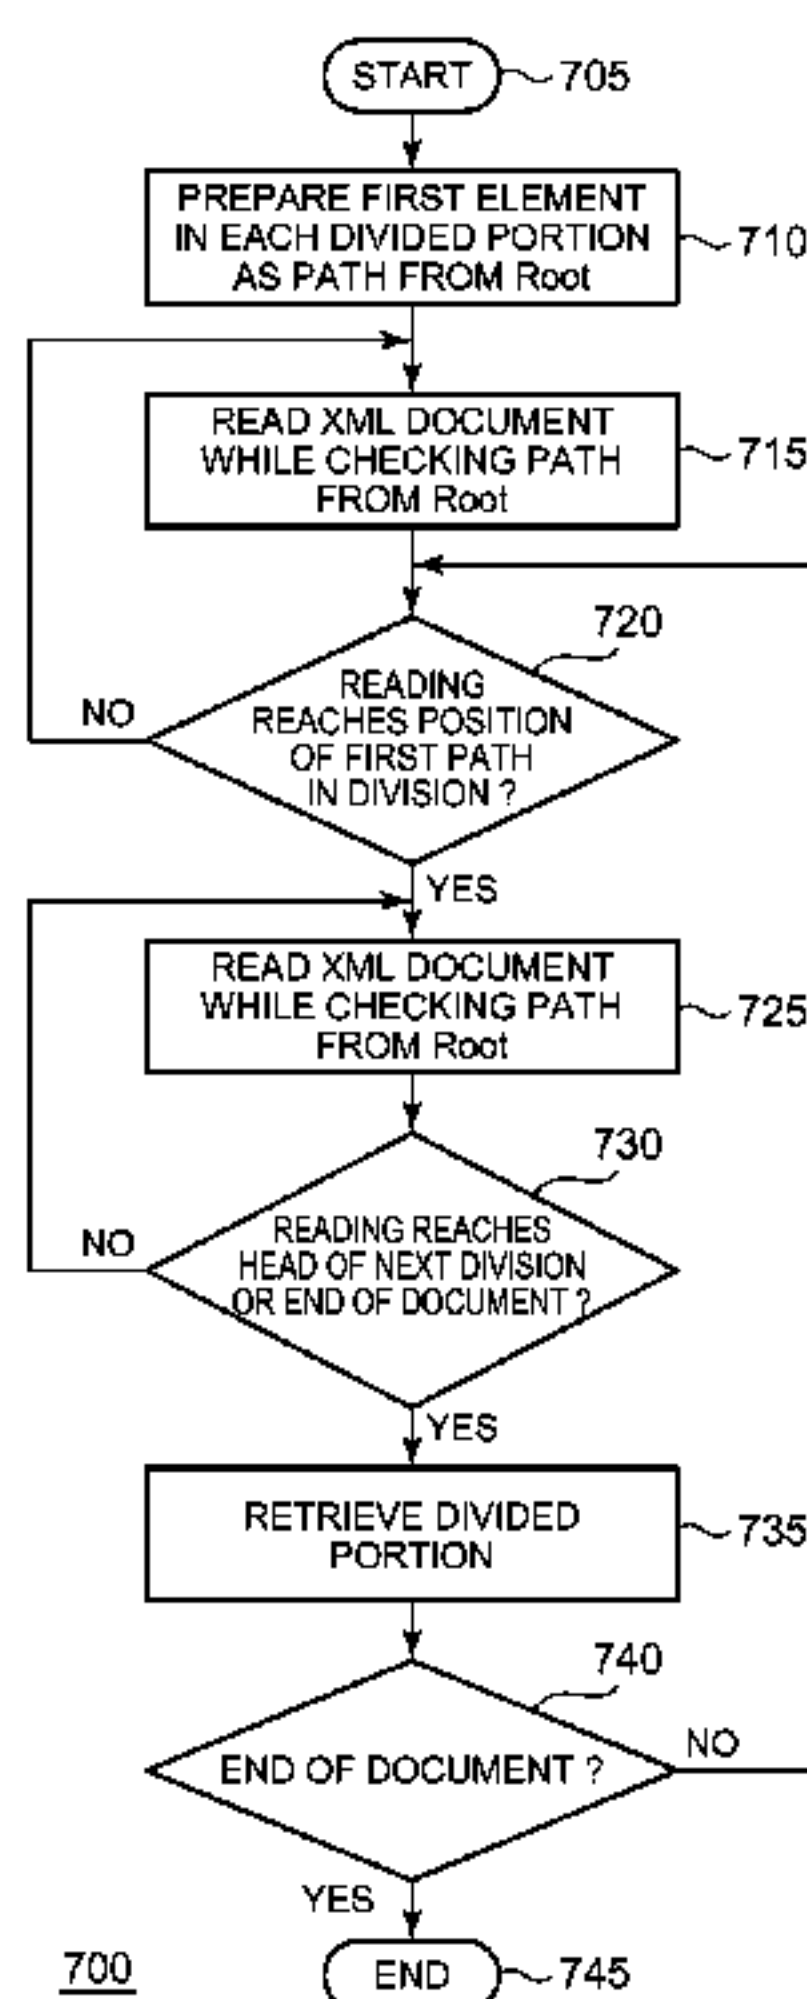 START
705
PREPARE FIRST ELEMENT
IN EACH DIVIDED PORTION
AS PATH FROM Root
710
READ XML DOCUMENT
WHILE CHECKING PATH
FROM Root
715
720
READING
REACHES POSITION
OF FIRST PATH
IN DIVISION ?
NO
YES
READ XML DOCUMENT
WHILE CHECKING PATH
FROM Root
725
730
READING REACHES
HEAD OF NEXT DIVISION
OR END OF DOCUMENT ?
NO
YES
RETRIEVE DIVIDED
PORTION
735
740
END OF DOCUMENT ?
NO
YES
END
745
700